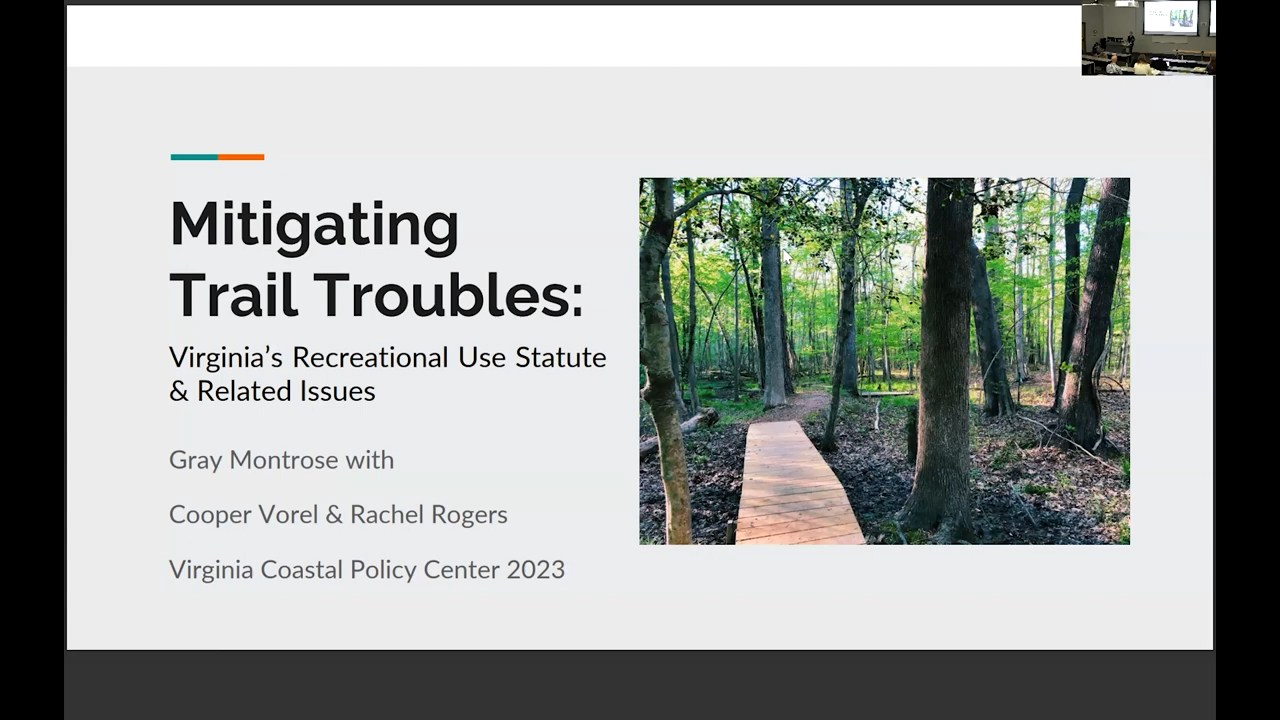 Mitigating
Trail Troubles:
Virginia's Recreational Use Statute
& Related Issues
Gray Montrose with
Cooper Vorel & Rachel Rogers
Virginia Coastal Policy Center 2023